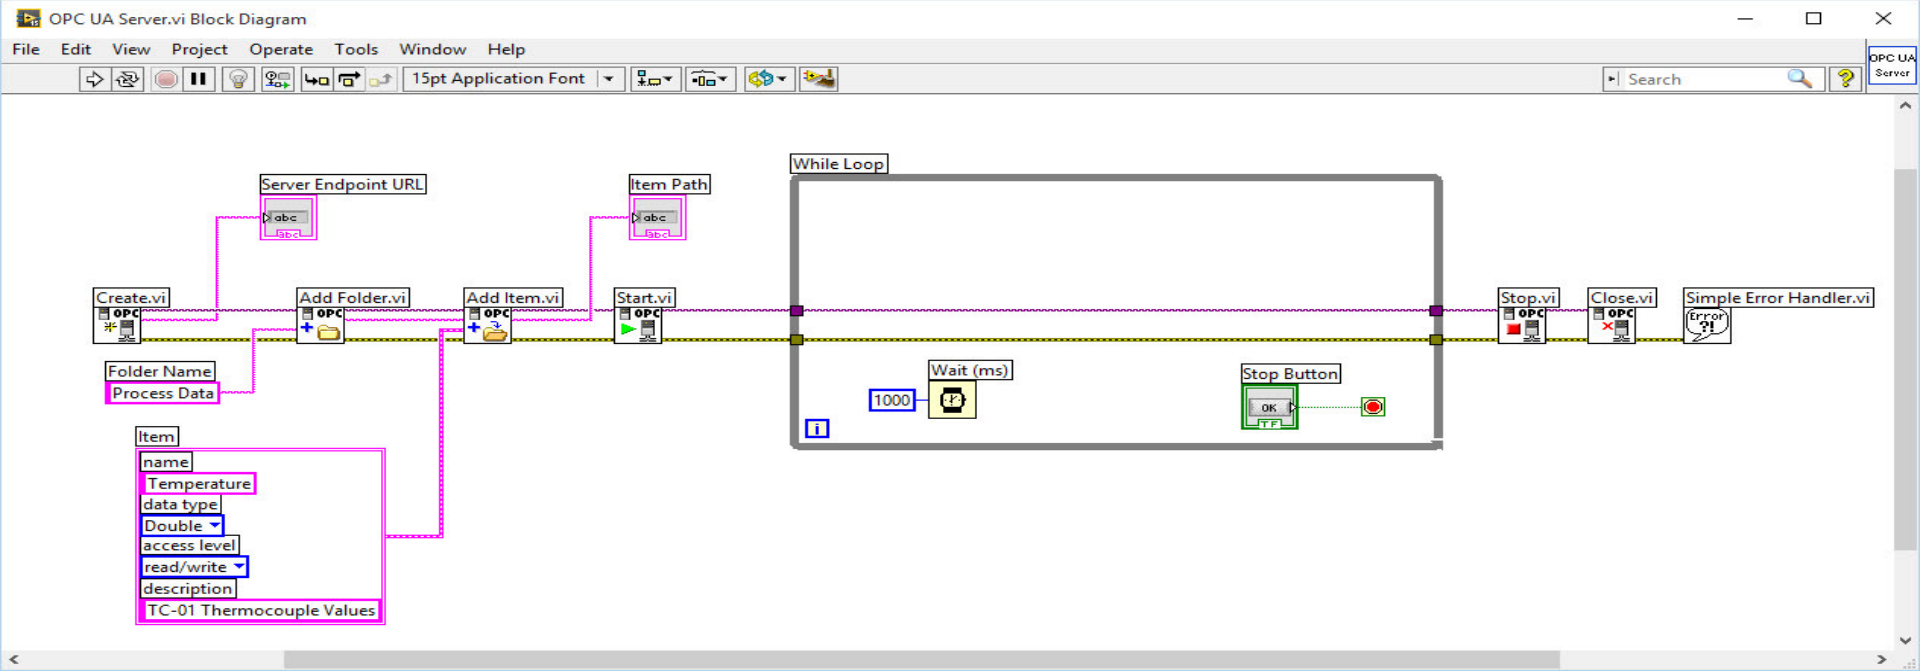 OPC UA Server.vi Block Diagram
File Edit View Project Operate Tools Window Help
15pt Application Font
Search
OPC UA
Server
While Loop
Server Endpoint URL
abc
abc
Item Path
abc
abc
Create.vi
OPC
Add Folder.vi
OPC
Add Item.vi
OPC
Start.vi
OPC
Stop.vi
OPC
Close.vi
OPC
Simple Error Handler.vi
Error
?!
Folder Name
Process Data
Wait (ms)
1000
Stop Button
OK
TF
i
Item
name
Temperature
data type
Double
access level
read/write
description
TC-01 Thermocouple Values